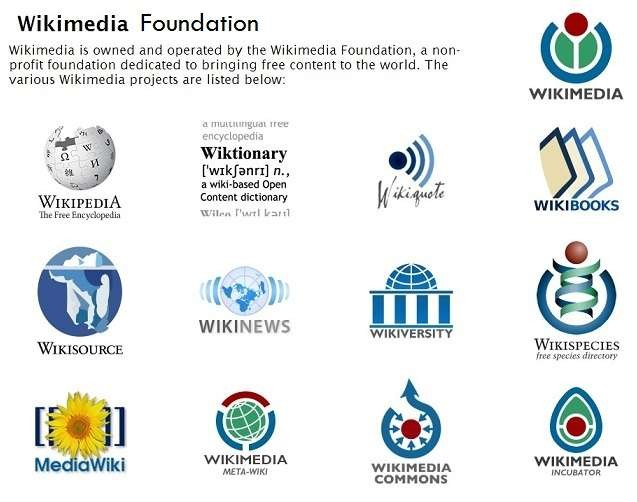 Wikimedia Foundation
Wikimedia is owned and operated by the Wikimedia Foundation, a non-
profit foundation dedicated to bringing free content to the world. The
various Wikimedia projects are listed below:
WIKIMEDIA
WIKIPEDIA
The Free Encyclopedia
a multilingual free
encyclopedia
Wiktionary
['wɪkʃənrɪ] n.,
a wiki-based Open
Content dictionary
Wilco
Wikiquote
WIKIBOOKS
WIKISOURCE
WIKINEWS
WIKIVERSITY
WIKISPECIES
free species directory
MediaWiki
WIKIMEDIA
META-WIKI
WIKIMEDIA
COMMONS
WIKIMEDIA
INCUBATOR